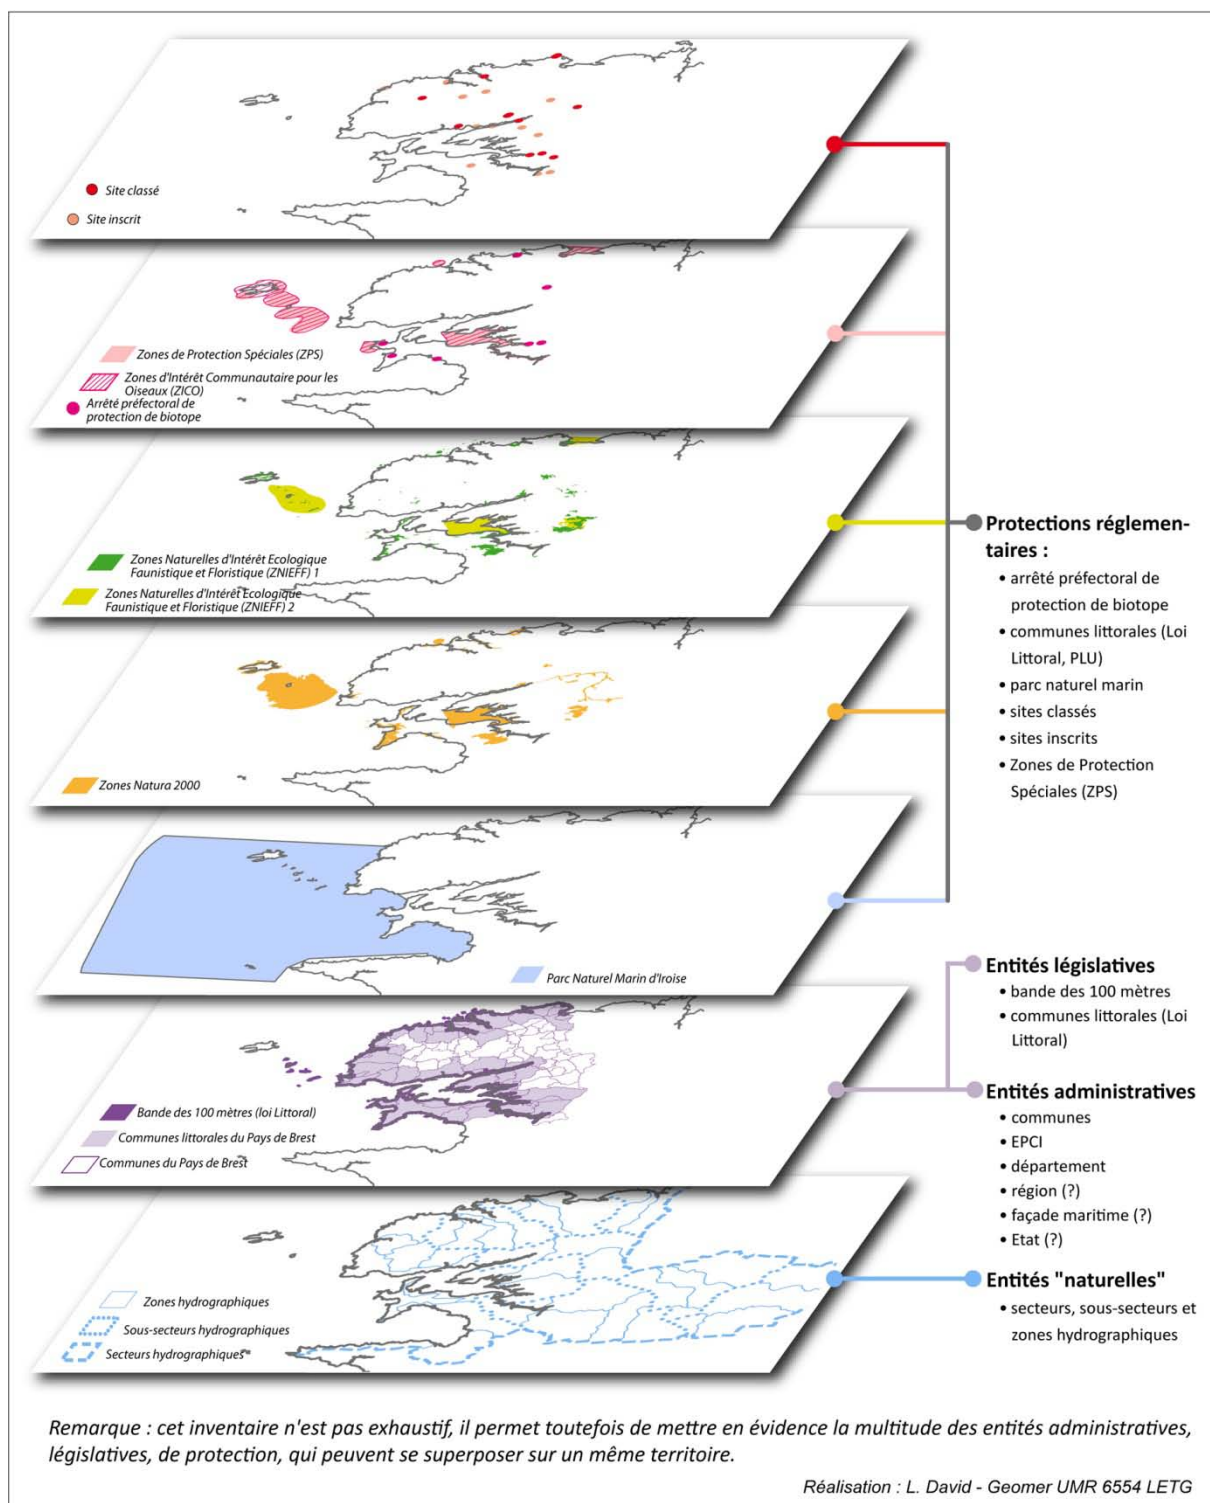 Site classé
Site inscrit
Zones de Protection Spéciales (ZPS)
Zones d'Intérêt Communautaire pour les
Oiseaux (ZICO)
Arrêté préfectoral de
protection de biotope
Zones Naturelles d'Intérêt Ecologique
Faunistique et Floristique (ZNIEFF) 1
Zones Naturelles d'Intérêt Ecologique
Faunistique et Floristique (ZNIEFF) 2
Zones Natura 2000
Parc Naturel Marin d'Iroise
Bande des 100 mètres (loi Littoral)
Communes littorales du Pays de Brest
Communes du Pays de Brest
Zones hydrographiques
Sous-secteurs hydrographiques
Secteurs hydrographiques
Protections réglemen-
taires :
• arrêté préfectoral de
protection de biotope
• communes littorales (Loi
Littoral, PLU)
• parc naturel marin
• sites classés
• sites inscrits
• Zones de Protection
Spéciales (ZPS)
Entités législatives
• bande des 100 mètres
• communes littorales (Loi
Littoral)
Entités administratives
• communes
• EPCI
• département
• région (?)
• façade maritime (?)
• Etat (?)
Entités "naturelles"
• secteurs, sous-secteurs et
zones hydrographiques
Remarque : cet inventaire n'est pas exhaustif, il permet toutefois de mettre en évidence la multitude des entités administratives,
législatives, de protection, qui peuvent se superposer sur un même territoire.
Réalisation : L. David - Geomer UMR 6554 LETG